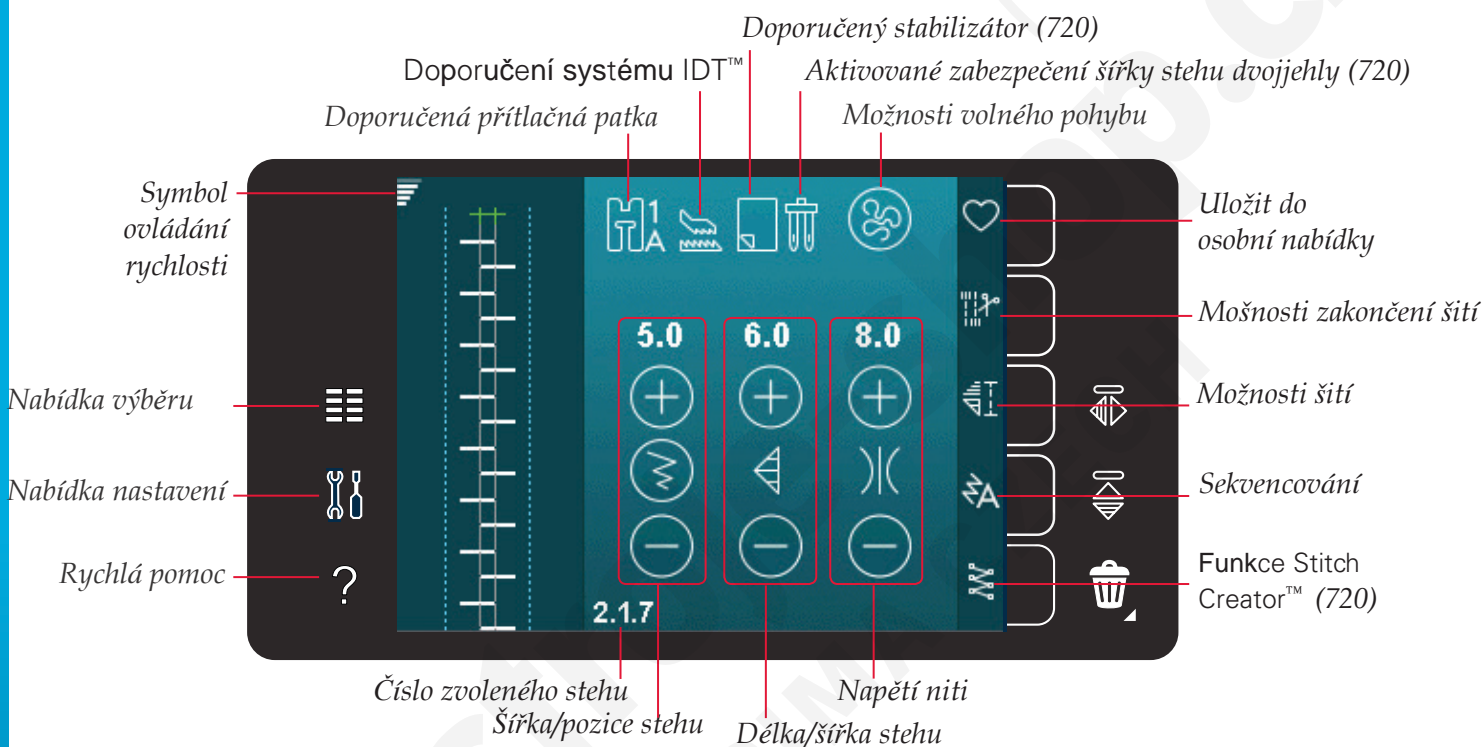 Doporučený stabilizátor (720)
Doporučení systému IDT™
Aktivované zabezpečení šířky stehu dvojjehly (720)
Doporučená přítlačná patka
Možnosti volného pohybu
Symbol
ovládání
rychlosti
1
A
Uložit do
osobní nabídky
Mošnosti zakončení šití
5.0 6.0 8.0
Nabídka výběru
Možnosti šití
Nabídka nastavení
A
Sekvencování
Rychlá pomoc
?
Funkce Stitch
Creator™ (720)
2.1.7
Číslo zvoleného stehu
Napětí niti
Šířka/pozice stehu
Délka/šířka stehu